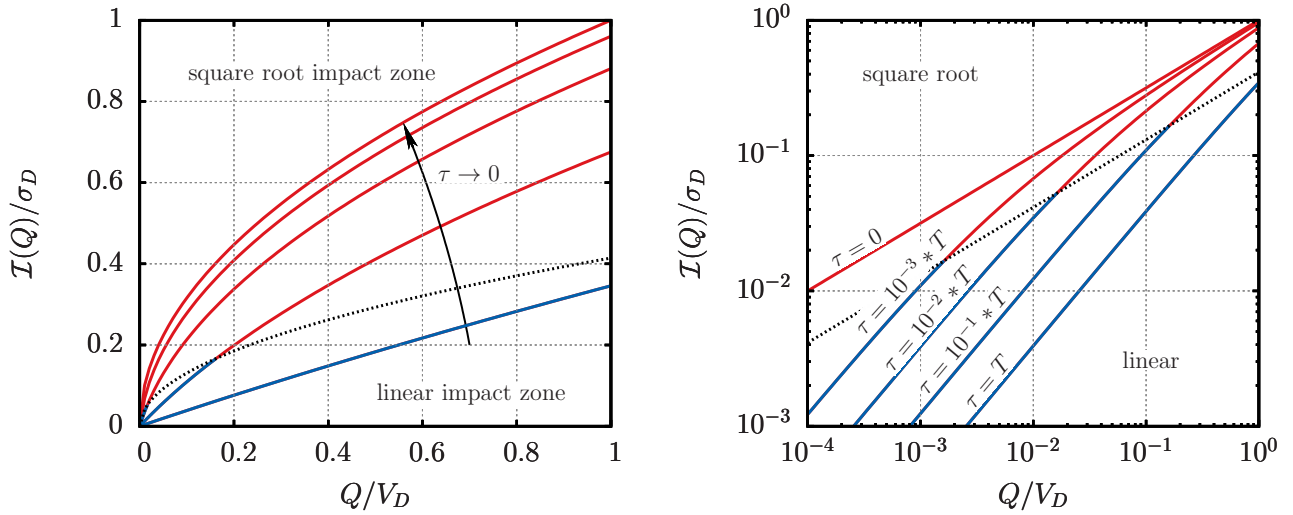 1
0.8
0.6
0.4
0.2
0
0
0.2
0.4
0.6
0.8
1
I(Q)/σ_D
Q/V_D
square root impact zone
τ → 0
linear impact zone
10^0
10^−1
10^−2
10^−3
10^−4
10^−3
10^−2
10^−1
10^0
I(Q)/σ_D
Q/V_D
square root
τ = 0
τ = 10^−3 * T
τ = 10^−2 * T
τ = 10^−1 * T
τ = T
linear